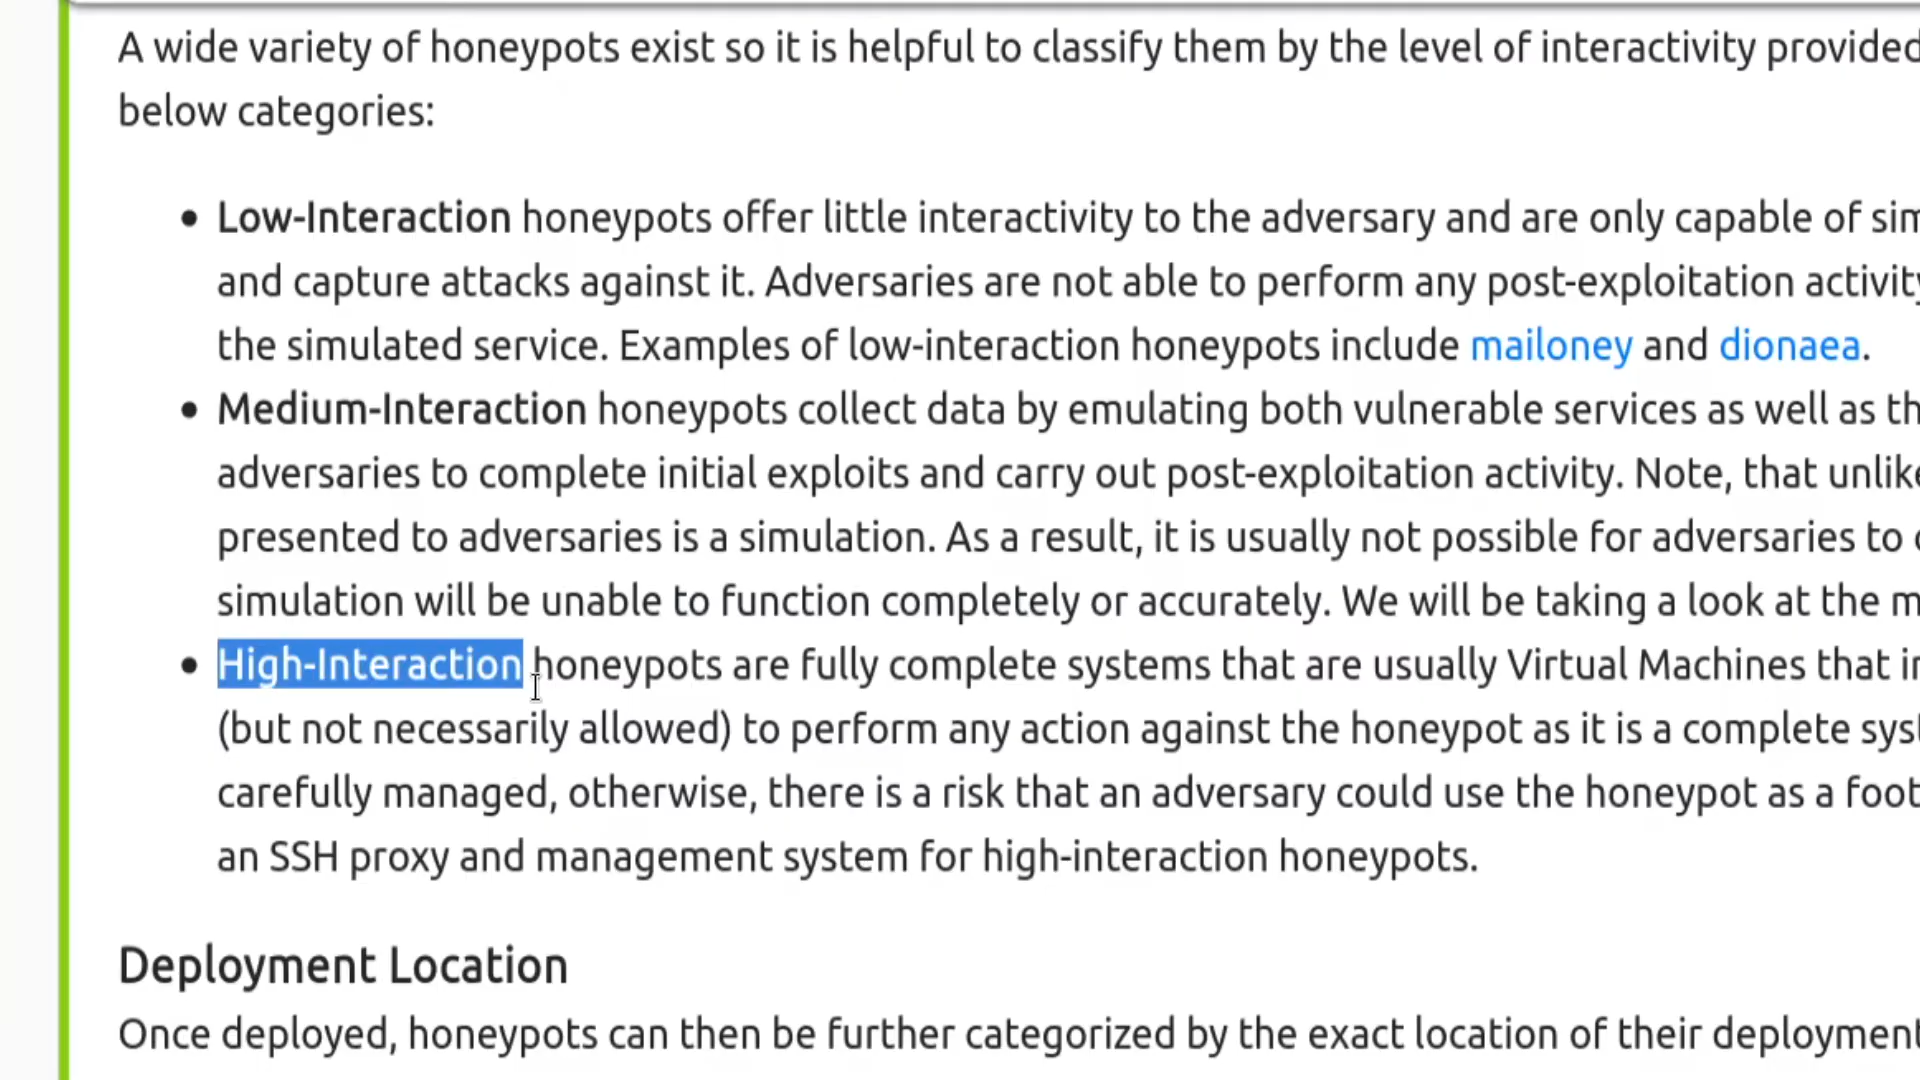 A wide variety of honeypots exist so it is helpful to classify them by the level of interactivity provided
below categories:
Low-Interaction honeypots offer little interactivity to the adversary and are only capable of
and capture attacks against it. Adversaries are not able to perform any post-exploitation activity
the simulated service. Examples of low-interaction honeypots include mailoney and dionaea.
Medium-Interaction honeypots collect data by emulating both vulnerable services as well as
adversaries to complete initial exploits and carry out post-exploitation activity. Note, that
presented to adversaries is a simulation. As a result, it is usually not possible for adversaries to
simulation will be unable to function completely or accurately. We will be taking a look at the
High-Interaction honeypots are fully complete systems that are usually Virtual Machines that
(but not necessarily allowed) to perform any action against the honeypot as it is a complete
carefully managed, otherwise, there is a risk that an adversary could use the honeypot as a
an SSH proxy and management system for high-interaction honeypots.
Deployment Location
Once deployed, honeypots can then be further categorized by the exact location of their deployment